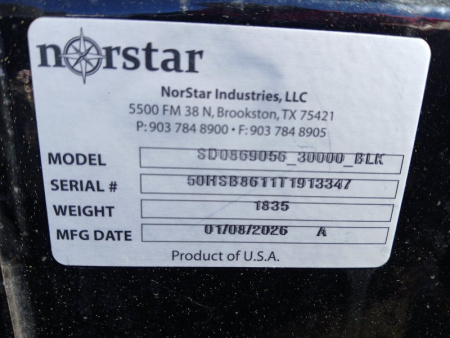 norstar
NorStar Industries, LLC
5500 FM 38 N, Brookston, TX 75421
P: 903 784 8900 • F: 903 784 8905
MODEL SD0869056_30000_BLK
SERIAL # 50HSB8611T1913347
WEIGHT 1835
MFG DATE 01/08/2026 A
Product of U.S.A.